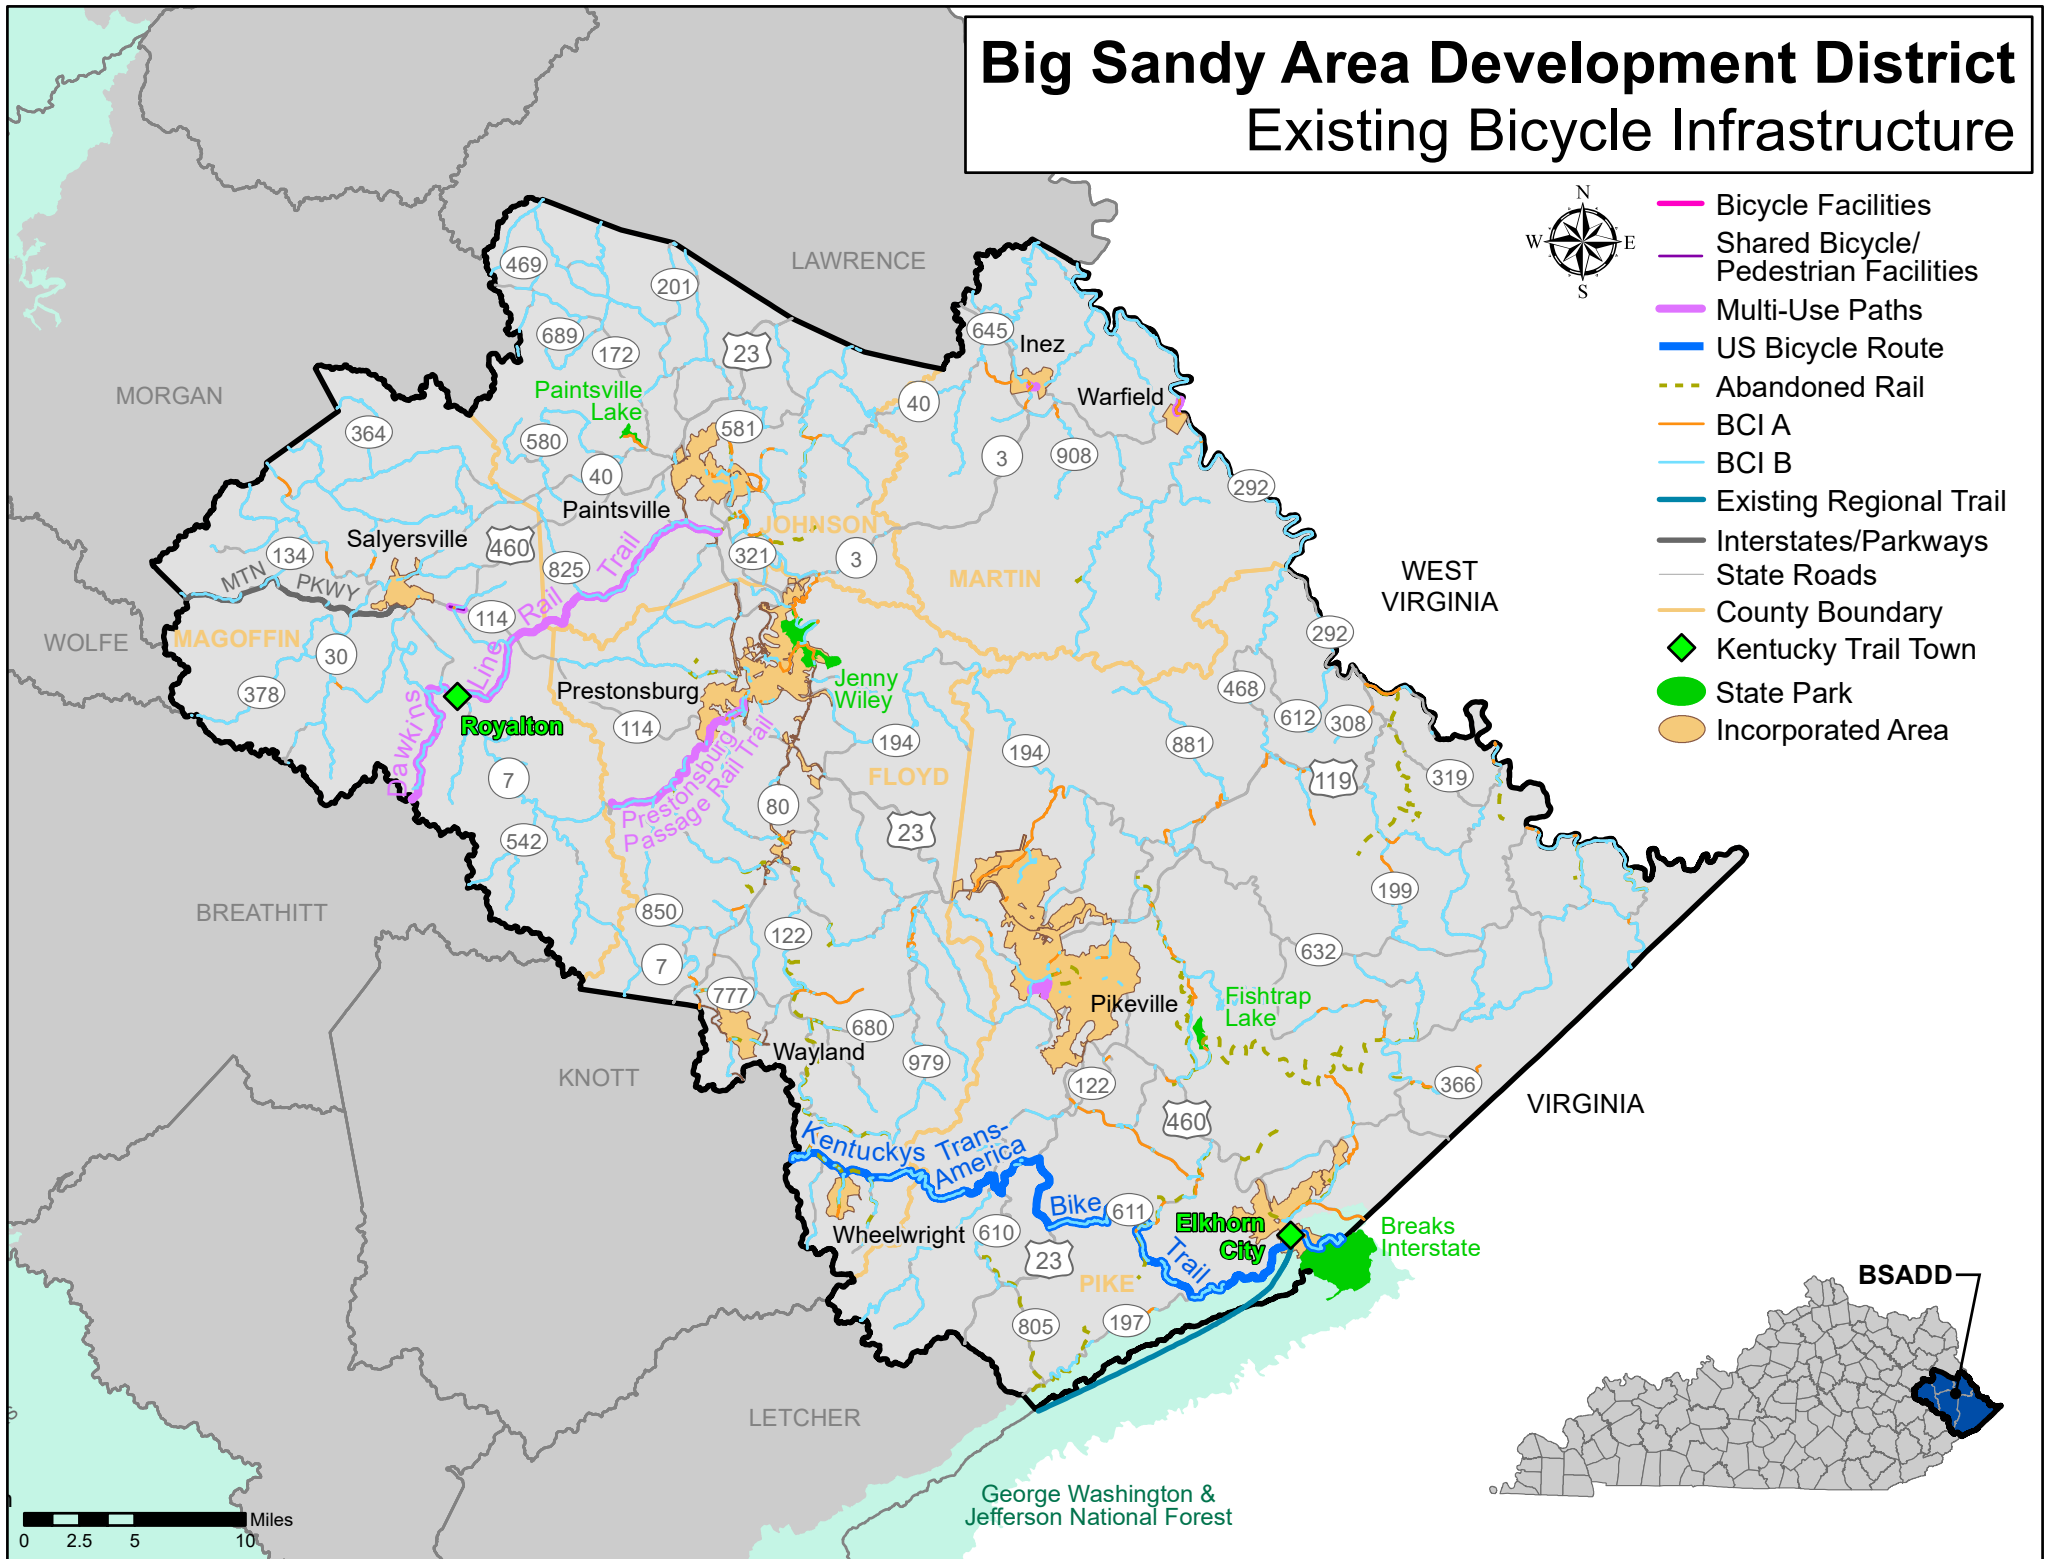 Big Sandy Area Development District
Existing Bicycle Infrastructure
N
W E
S
Bicycle Facilities
Shared Bicycle/
Pedestrian Facilities
Multi-Use Paths
US Bicycle Route
Abandoned Rail
BCI A
BCI B
Existing Regional Trail
Interstates/Parkways
State Roads
County Boundary
Kentucky Trail Town
State Park
Incorporated Area
LAWRENCE
469
201
689
172
23
645
Inez
MORGAN
Paintsville
Lake
40
Warfield
364
580
581
3
908
40
292
Paintsville
Salyersville
460
JOHNSON
134
321
3
825
MTN PKWY
MARTIN
WEST
VIRGINIA
114
WOLFE
MAGOFFIN
30
292
378
Dawkins Line Rail Trail
Prestonsburg
Jenny
Wiley
468
Royalton
114
612
308
194
194
881
7
FLOYD
119
319
Prestonsburg
Passage Rail Trail
80
23
542
199
BREATHITT
850
122
632
7
777
Pikeville
Fishtrap
Lake
680
Wayland
979
KNOTT
122
366
460
VIRGINIA
Kentuckys Trans-
America
Bike
611
Elkhorn
City
Trail
Breaks
Interstate
Wheelwright
610
23
PIKE
BSADD
805
197
LETCHER
George Washington &
Jefferson National Forest
Miles
0 2.5 5 10